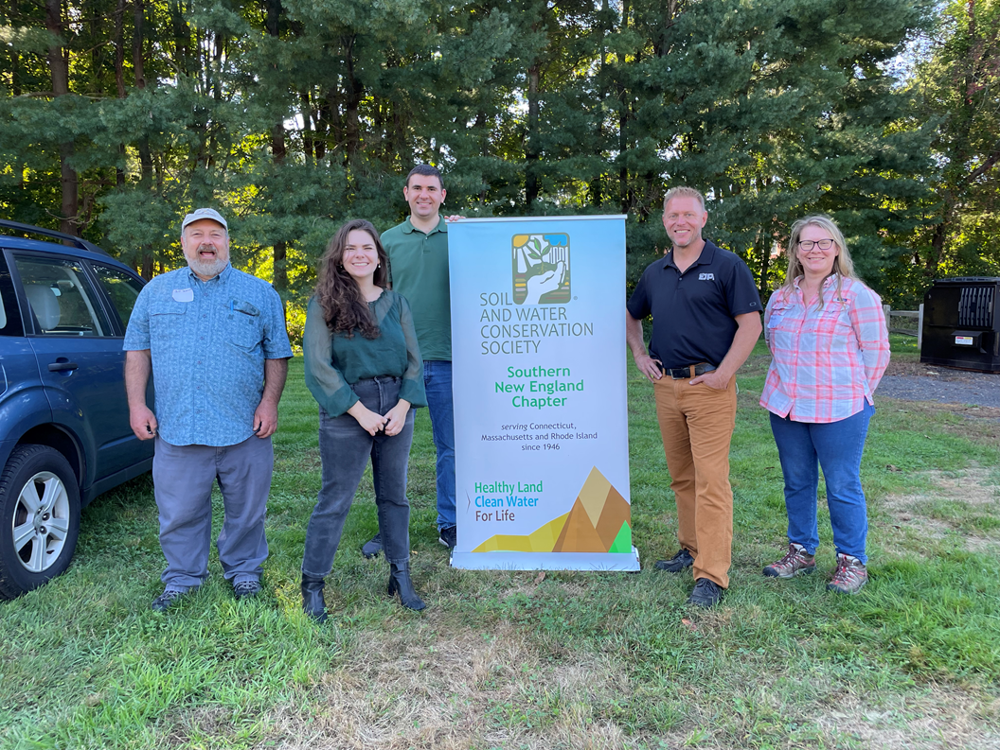 SOIL
AND WATER
CONSERVATION
SOCIETY
®
Southern
New England
Chapter
serving Connecticut,
Massachusetts and Rhode Island
since 1946
Healthy Land
Clean Water
For Life